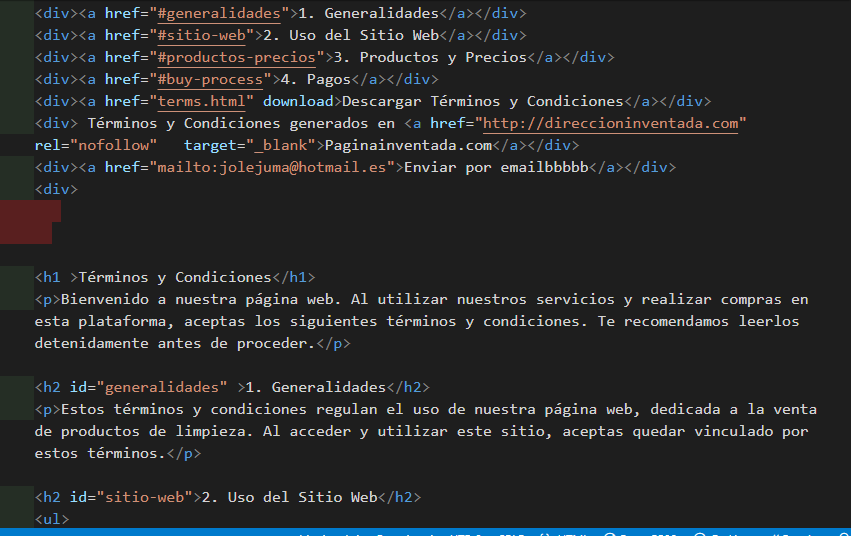 <div><a href="#generalidades">1. Generalidades</a></div>
<div><a href="#sitio-web">2. Uso del Sitio Web</a></div>
<div><a href="#productos-precios">3. Productos y Precios</a></div>
<div><a href="#buy-process">4. Pagos</a></div>
<div><a href="terms.html" download>Descargar Términos y Condiciones</a></div>
<div> Términos y Condiciones generados en <a href="http://direccioninventada.com"
rel="nofollow"   target="_blank">Paginainventada.com</a></div>
<div><a href="mailto:jolejuma@hotmail.es">Enviar por emailbbbbb</a></div>
<div>
<h1 >Términos y Condiciones</h1>
<p>Bienvenido a nuestra página web. Al utilizar nuestros servicios y realizar compras en
esta plataforma, aceptas los siguientes términos y condiciones. Te recomendamos leerlos
detenidamente antes de proceder.</p>
<h2 id="generalidades" >1. Generalidades</h2>
<p>Estos términos y condiciones regulan el uso de nuestra página web, dedicada a la venta
de productos de limpieza. Al acceder y utilizar este sitio, aceptas quedar vinculado por
estos términos.</p>
<h2 id="sitio-web">2. Uso del Sitio Web</h2>
<ul>